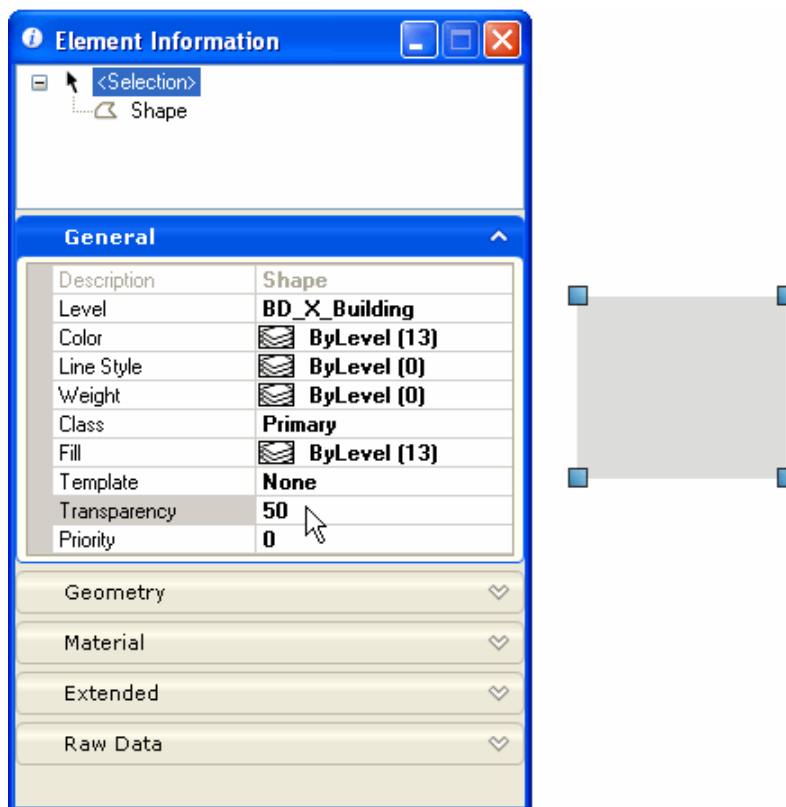 Element Information
<Selection>
Shape
General
Description Shape
Level BD_X_Building
Color ByLevel (13)
Line Style ByLevel (0)
Weight ByLevel (0)
Class Primary
Fill ByLevel (13)
Template None
Transparency 50
Priority 0
Geometry
Material
Extended
Raw Data